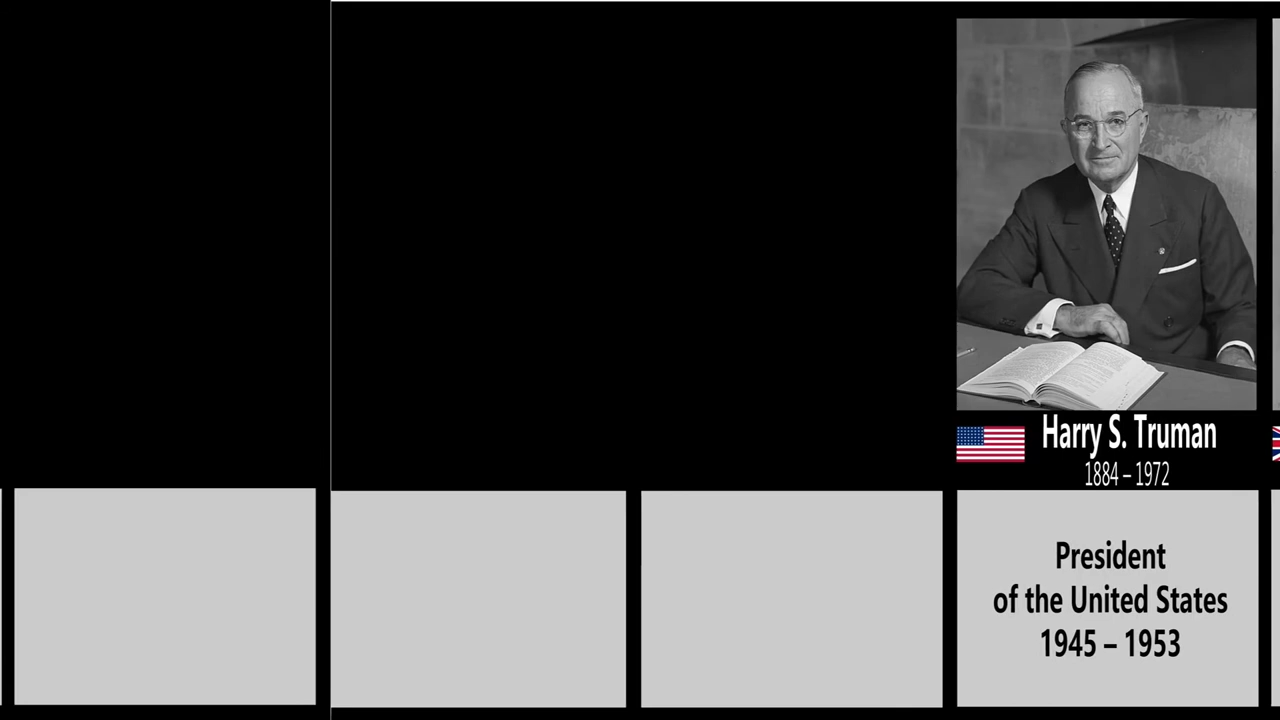 Harry S. Truman
1884 – 1972
President
of the United States
1945 – 1953